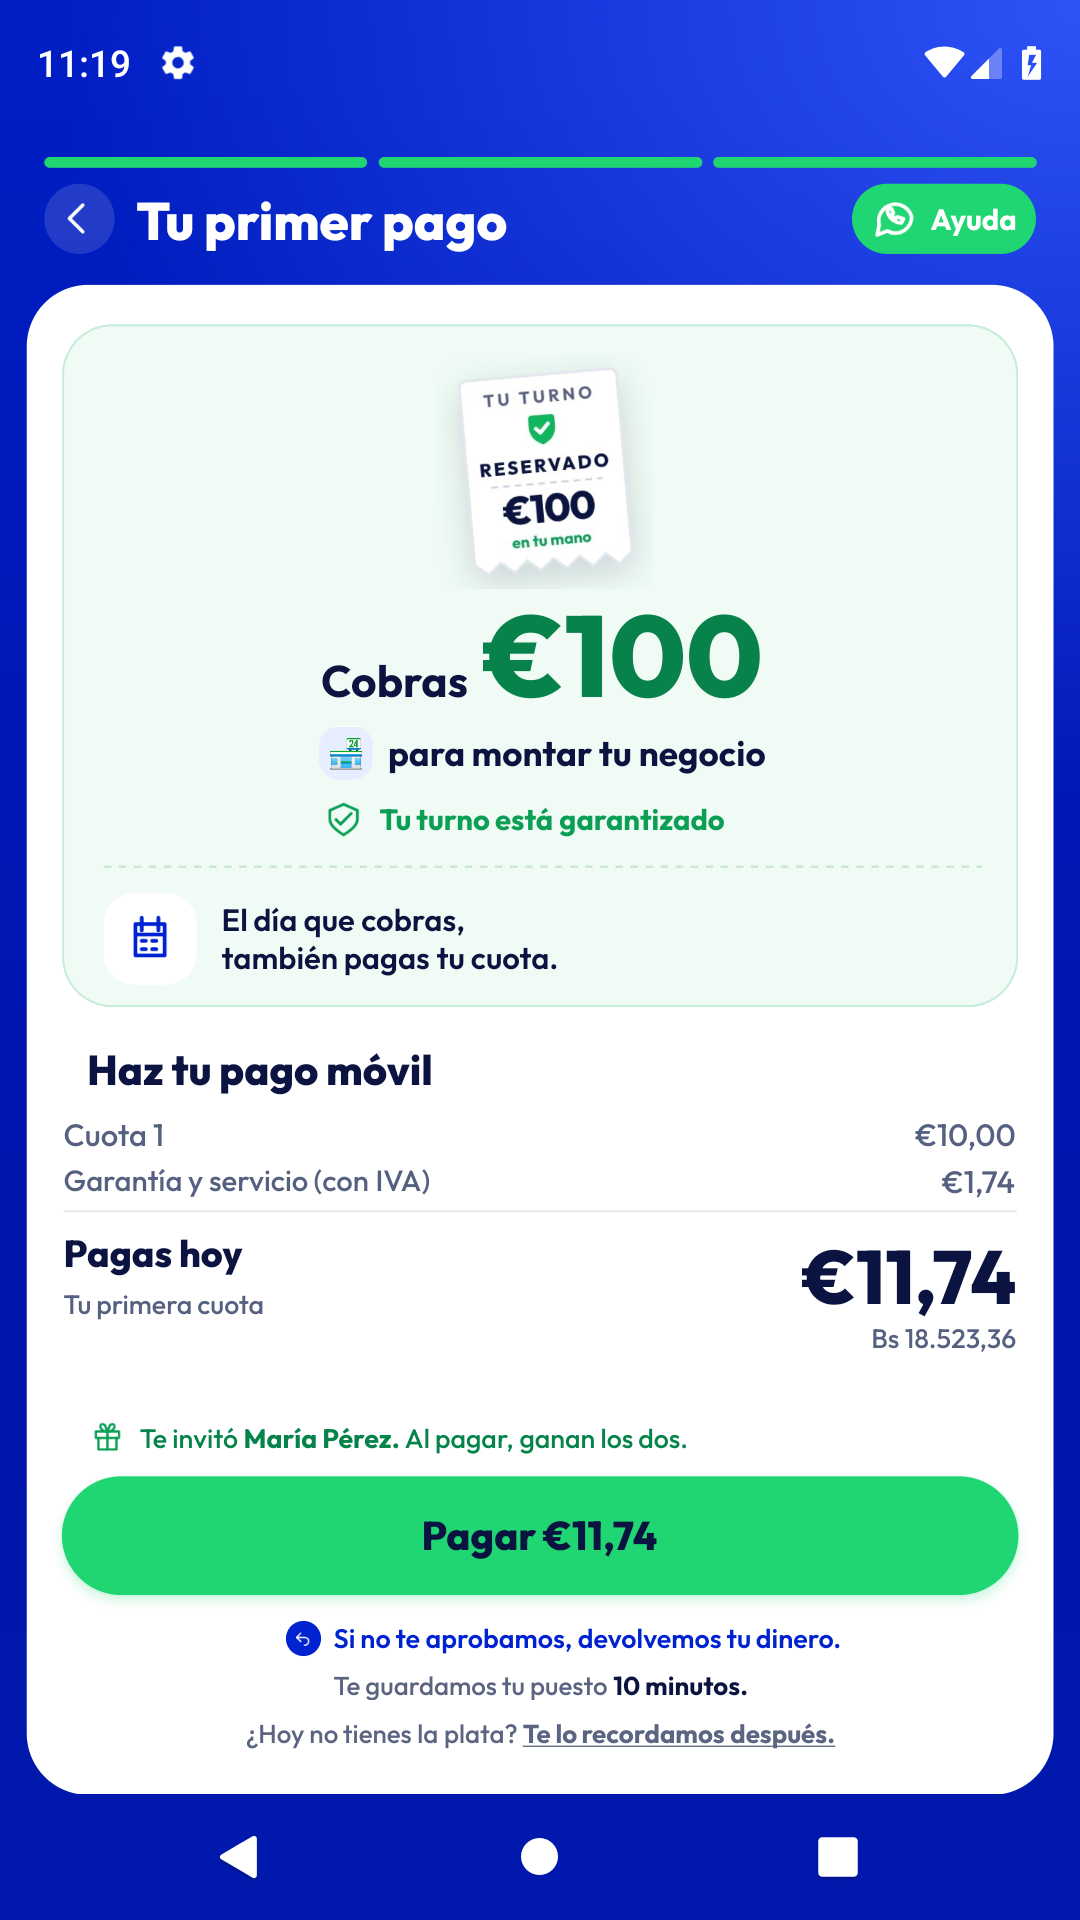 11:19
Tu primer pago
Ayuda
TU TURNO
RESERVADO
€100
en tu mano
Cobras €100
24
para montar tu negocio
Tu turno está garantizado
El día que cobras,
también pagas tu cuota.
Haz tu pago móvil
Cuota 1 €10,00
Garantía y servicio (con IVA) €1,74
Pagas hoy €11,74
Tu primera cuota
Bs 18.523,36
Te invitó María Pérez. Al pagar, ganan los dos.
Pagar €11,74
Si no te aprobamos, devolvemos tu dinero.
Te guardamos tu puesto 10 minutos.
¿Hoy no tienes la plata? Te lo recordamos después.